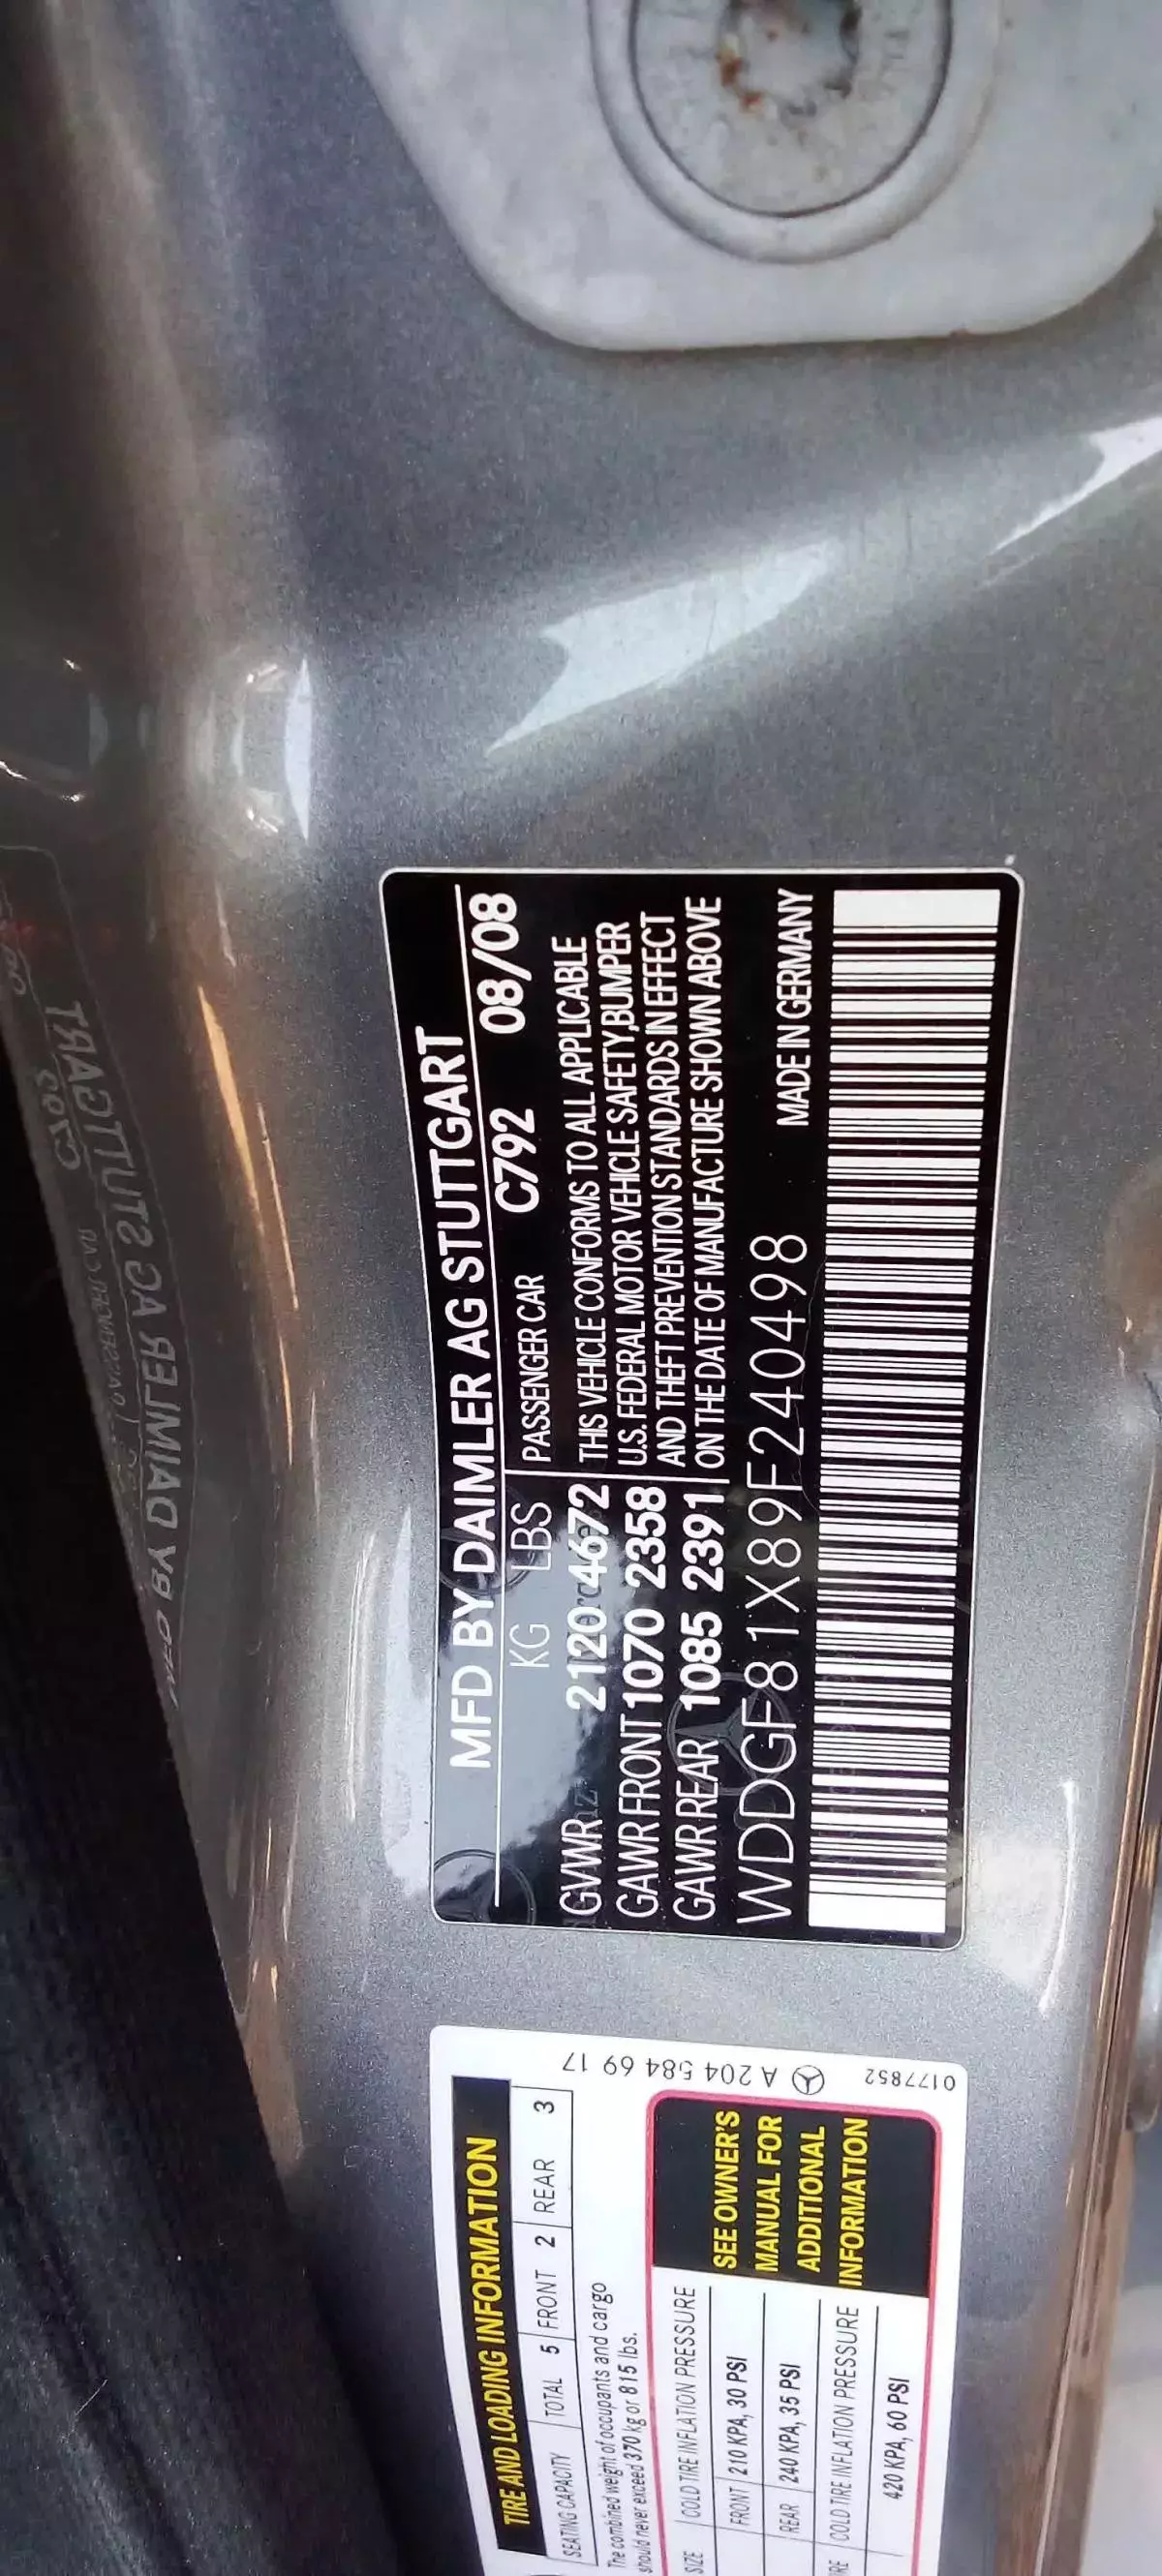 MFD BY DAIMLER AG STUTTGART
KG LBS PASSENGER CAR C792 08/08
GVWR 2120 4672 THIS VEHICLE CONFORMS TO ALL APPLICABLE
GAWR FRONT 1070 2358 U.S. FEDERAL MOTOR VEHICLE SAFETY,BUMPER
GAWR REAR 1085 2391 AND THEFT PREVENTION STANDARDS IN EFFECT
ON THE DATE OF MANUFACTURE SHOWN ABOVE
WDDGF81X89F240498 MADE IN GERMANY
TIRE AND LOADING INFORMATION
SEATING CAPACITY TOTAL 5 FRONT 2 REAR 3
The combined weight of occupants and cargo
should never exceed 370 kg or 815 lbs.
SIZE COLD TIRE INFLATION PRESSURE
FRONT 210 KPA, 30 PSI
REAR 240 KPA, 35 PSI
COLD TIRE INFLATION PRESSURE
420 KPA, 60 PSI
SEE OWNER'S
MANUAL FOR
ADDITIONAL
INFORMATION
A 204 584 69 17
0177852